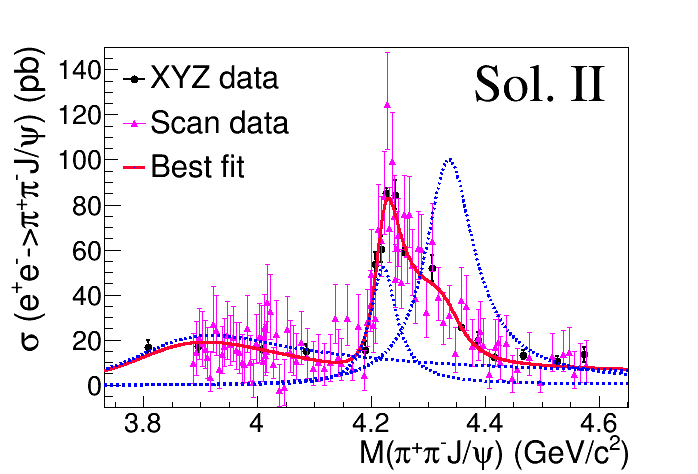 Sol. II
XYZ data
Scan data
Best fit
σ (e⁺e⁻->π⁺π⁻J/ψ) (pb)
140
120
100
80
60
40
20
0
3.8 4 4.2 4.4 4.6
M(π⁺π⁻J/ψ) (GeV/c²)